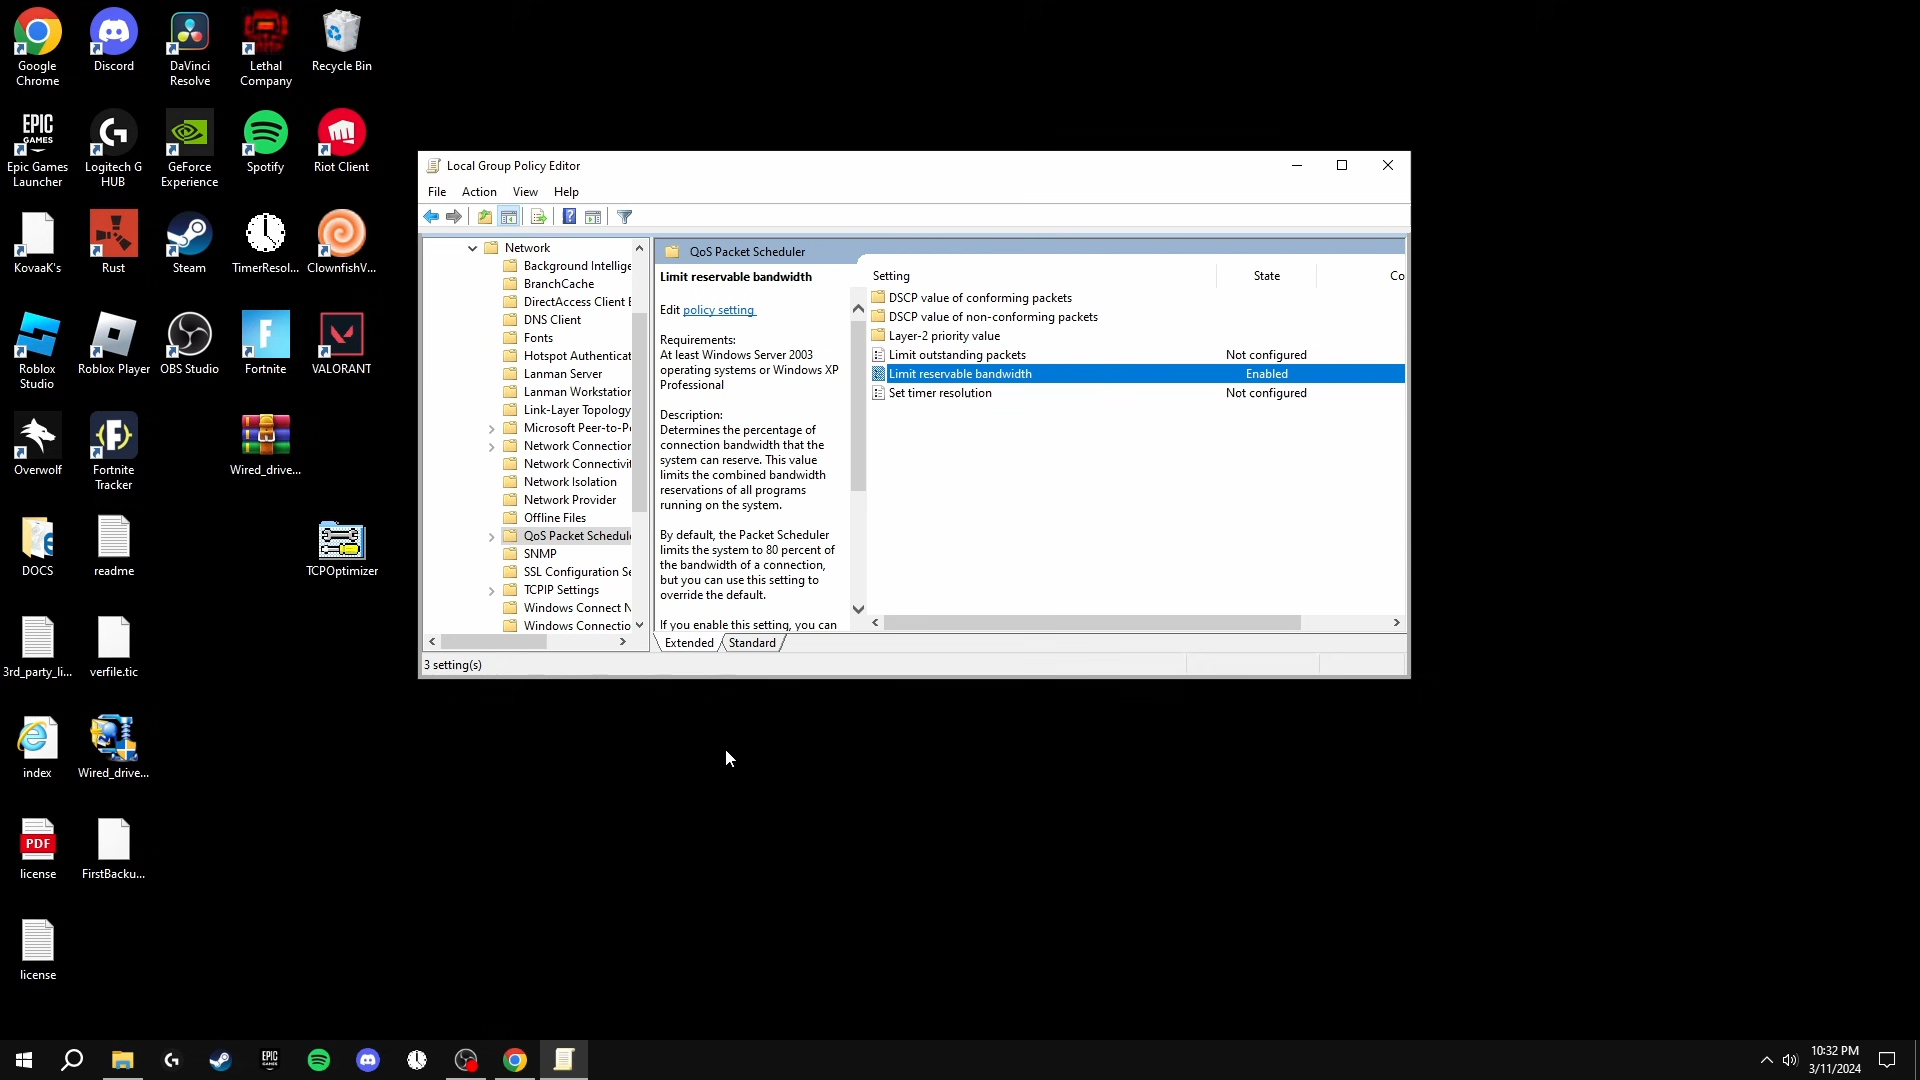 Google
Chrome
Discord
DaVinci
Resolve
Lethal
Company
Recycle Bin
EPIC
GAMES
Epic Games
Launcher
Logitech G
HUB
GeForce
Experience
Spotify
Riot Client
KovaaK's
Rust
Steam
TimerResol...
ClownfishV...
Roblox
Studio
Roblox Player
OBS Studio
Fortnite
VALORANT
Overwolf
Fortnite
Tracker
Wired_drive...
DOCS
readme
TCPOptimizer
3rd_party_li...
verfile.tic
index
Wired_drive...
PDF
license
FirstBacku...
license
Local Group Policy Editor
File Action View Help
Network
Background Intellige
BranchCache
DirectAccess Client E
DNS Client
Fonts
Hotspot Authenticat
Lanman Server
Lanman Workstation
Link-Layer Topology
Microsoft Peer-to-Pe
Network Connection
Network Connectivit
Network Isolation
Network Provider
Offline Files
QoS Packet Schedule
SNMP
SSL Configuration Se
TCPIP Settings
Windows Connect N
Windows Connectio
QoS Packet Scheduler
Limit reservable bandwidth
Edit policy setting
Requirements:
At least Windows Server 2003
operating systems or Windows XP
Professional
Description:
Determines the percentage of
connection bandwidth that the
system can reserve. This value
limits the combined bandwidth
reservations of all programs
running on the system.
By default, the Packet Scheduler
limits the system to 80 percent of
the bandwidth of a connection,
but you can use this setting to
override the default.
If you enable this setting, you can
Setting State Co
DSCP value of conforming packets
DSCP value of non-conforming packets
Layer-2 priority value
Limit outstanding packets Not configured
Limit reservable bandwidth Enabled
Set timer resolution Not configured
Extended Standard
3 setting(s)
EPIC
10:32 PM
3/11/2024